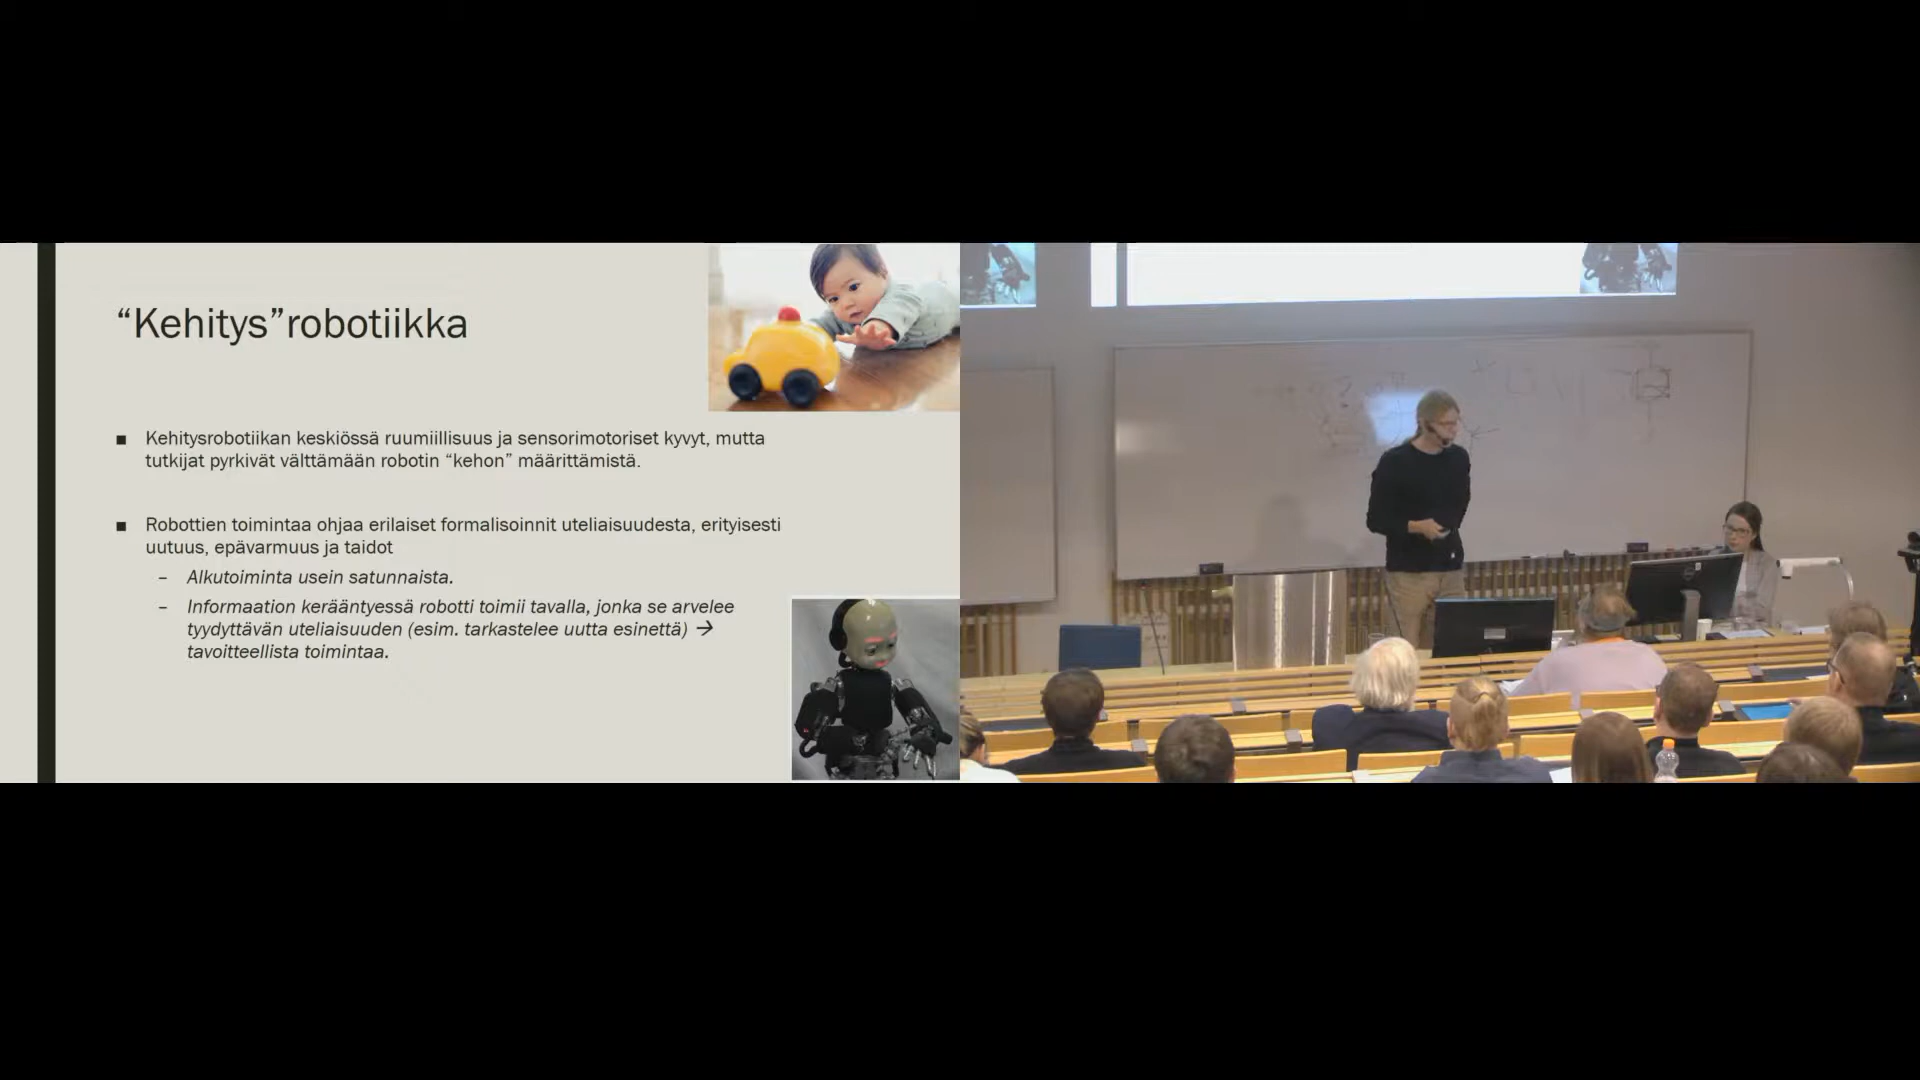 “Kehitys”robotiikka
■ Kehitysrobotiikan keskiössä ruumiillisuus ja sensorimotoriset kyvyt, mutta
tutkijat pyrkivät välttämään robotin “kehon” määrittämistä.
■ Robottien toimintaa ohjaa erilaiset formalisoinnit uteliaisuudesta, erityisesti
uutuus, epävarmuus ja taidot
– Alkutoiminta usein satunnaista.
– Informaation kerääntyessä robotti toimii tavalla, jonka se arvelee
tyydyttävän uteliaisuuden (esim. tarkastelee uutta esinettä) →
tavoitteellista toimintaa.